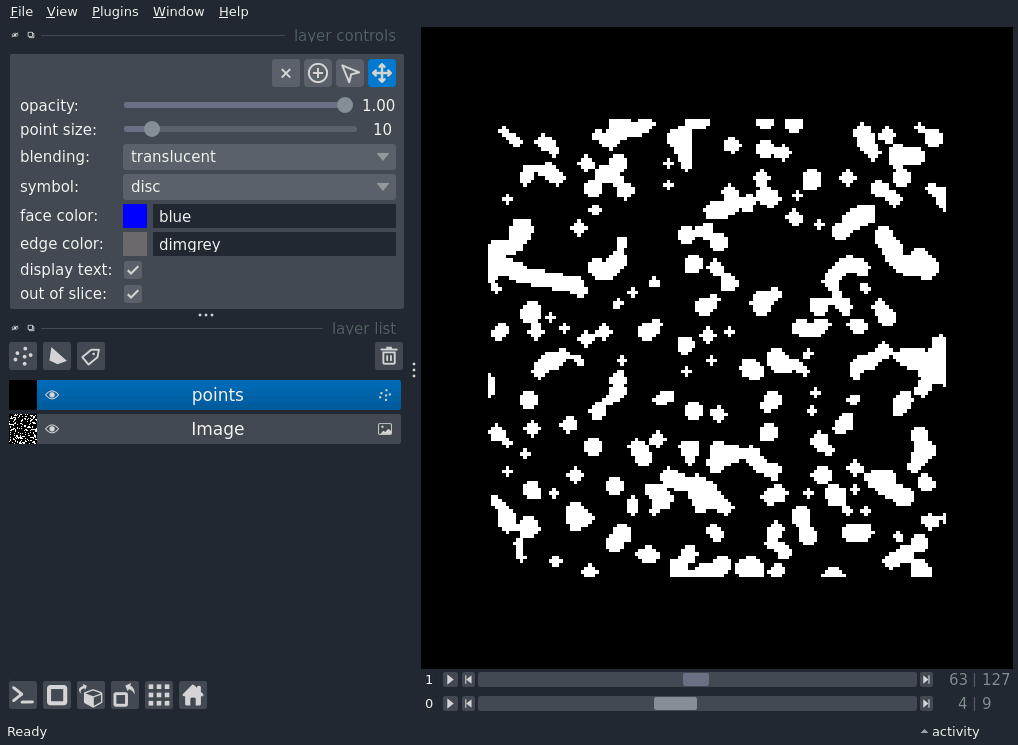 File View Plugins Window Help
layer controls
opacity: 1.00
point size: 10
blending: translucent
symbol: disc
face color: blue
edge color: dimgrey
display text:
out of slice:
layer list
points
Image
1 63 | 127
0 4 | 9
Ready activity